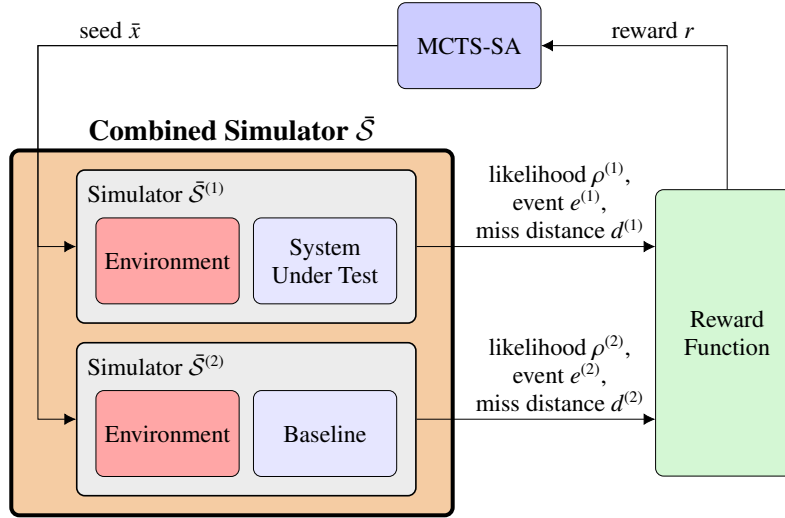 seed x̄
MCTS-SA
reward r
Combined Simulator 𝒮̄
Simulator 𝒮̄⁽¹⁾
Environment
System
Under Test
likelihood ρ⁽¹⁾,
event e⁽¹⁾,
miss distance d⁽¹⁾
Simulator 𝒮̄⁽²⁾
Environment
Baseline
likelihood ρ⁽²⁾,
event e⁽²⁾,
miss distance d⁽²⁾
Reward
Function